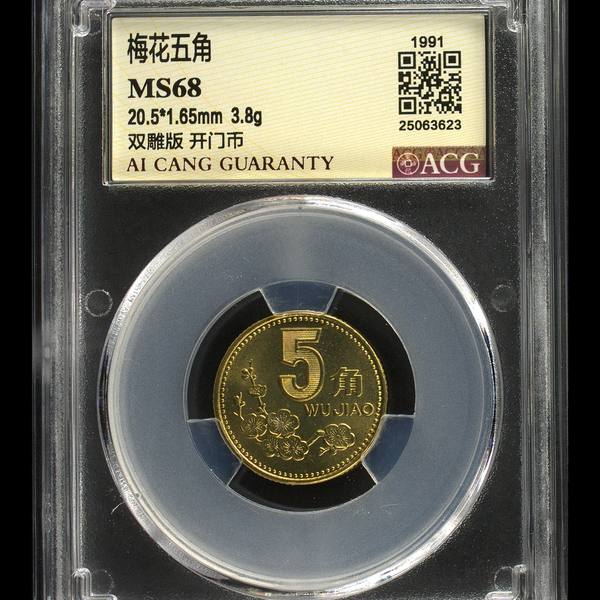 梅花五角
1991
MS68
20.5*1.65mm 3.8g
25063623
双雕版 开门币
AI CANG GUARANTY
ACG
5
角
WU JIAO